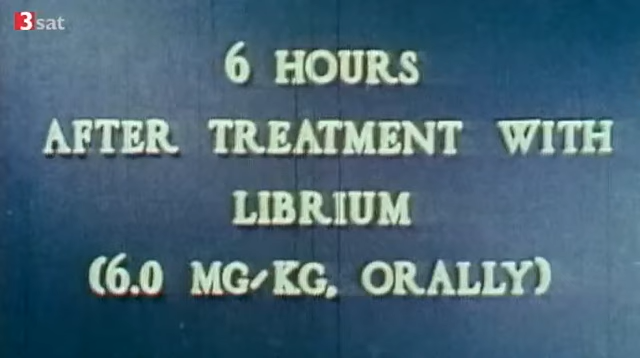 3sat
6 HOURS
AFTER TREATMENT WITH
LIBRIUM
(6.0 MG/KG, ORALLY)